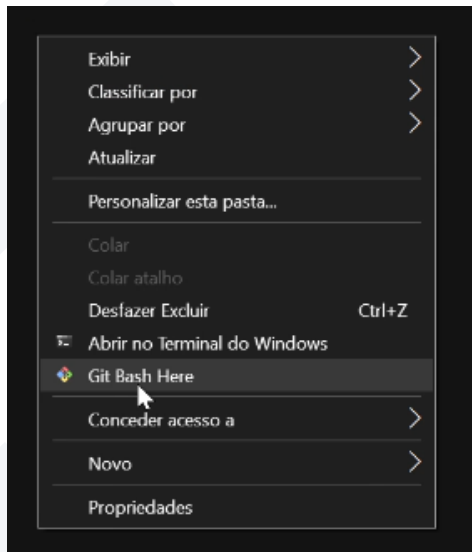 Exibir
Classificar por
Agrupar por
Atualizar
Personalizar esta pasta...
Colar
Colar atalho
Desfazer Excluir Ctrl+Z
Abrir no Terminal do Windows
Git Bash Here
Conceder acesso a
Novo
Propriedades